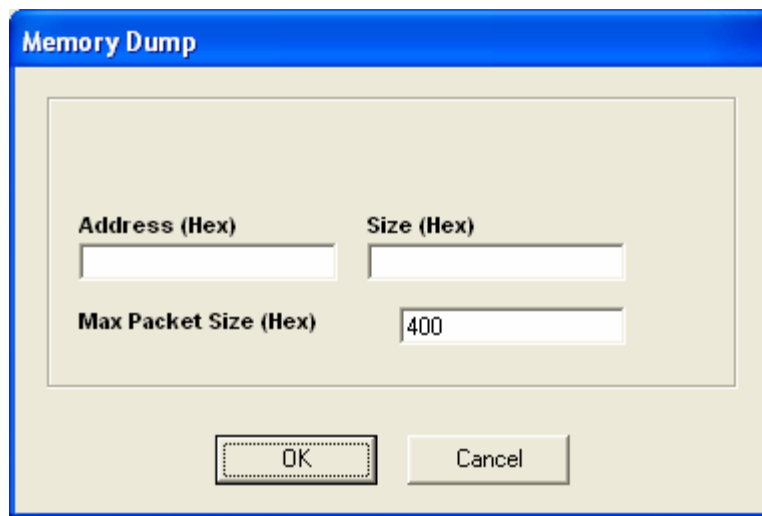 Memory Dump
Address (Hex) Size (Hex)
Max Packet Size (Hex) 400
OK Cancel